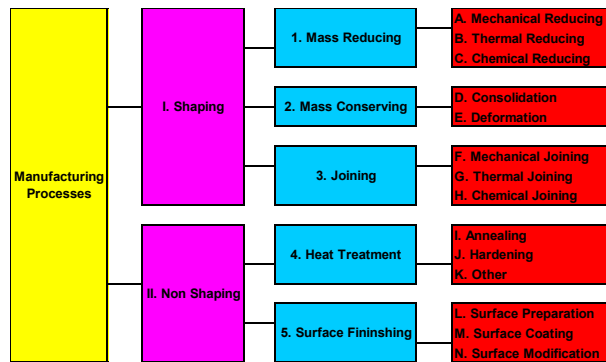 Manufacturing
Processes
I. Shaping
1. Mass Reducing
A. Mechanical Reducing
B. Thermal Reducing
C. Chemical Reducing
2. Mass Conserving
D. Consolidation
E. Deformation
3. Joining
F. Mechanical Joining
G. Thermal Joining
H. Chemical Joining
II. Non Shaping
4. Heat Treatment
I. Annealing
J. Hardening
K. Other
5. Surface Fininshing
L. Surface Preparation
M. Surface Coating
N. Surface Modification